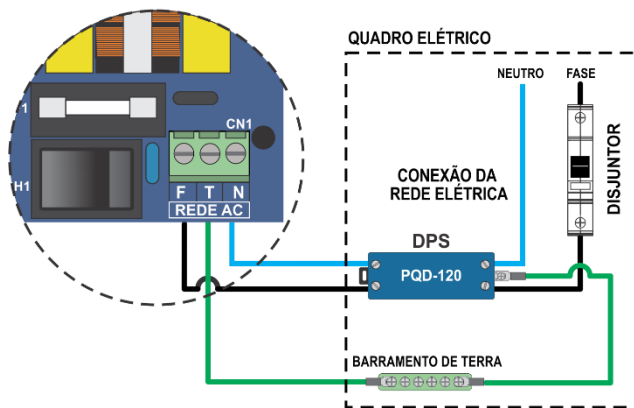 QUADRO ELÉTRICO
NEUTRO
FASE
1
CN1
H1
F T N
REDE AC
CONEXÃO DA
REDE ELÉTRICA
DISJUNTOR
DPS
PQD-120
BARRAMENTO DE TERRA